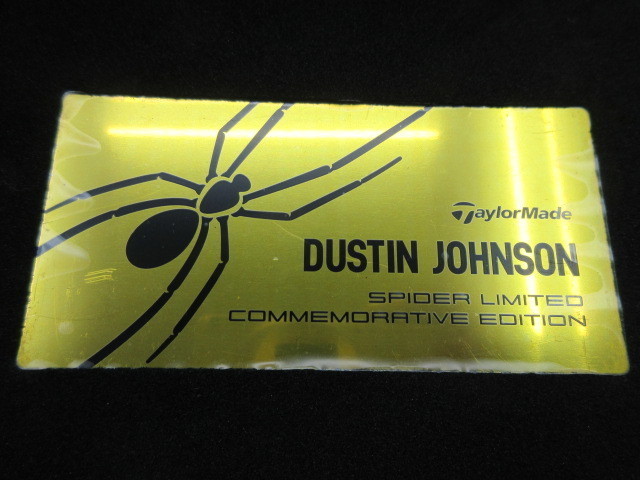 TaylorMade
DUSTIN JOHNSON
SPIDER LIMITED
COMMEMORATIVE EDITION